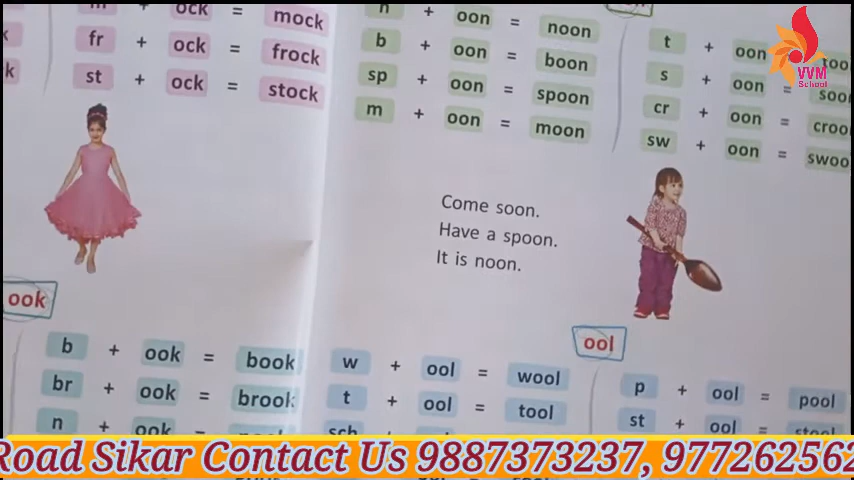 ock = mock
fr + ock = frock
st + ock = stock
n + oon = noon
b + oon = boon
sp + oon = spoon
m + oon = moon
t + oon
s + oon =
cr + oon =
sw + oon =
VVM
School
Come soon.
Have a spoon.
It is noon.
ook
b + ook = book
br + ook = brook
n + ook
w + ool = wool
t + ool = tool
sch
ool
p + ool = pool
st + ool =
Road Sikar Contact Us 9887373237, 977262562